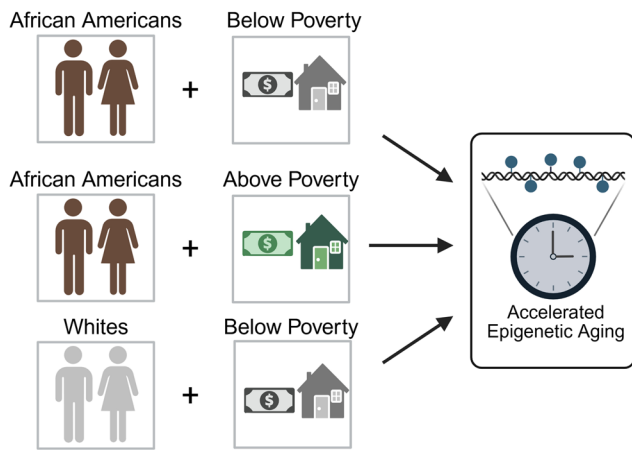 African Americans
Below Poverty
+
$
African Americans
Above Poverty
+
$
Whites
Below Poverty
+
$
Accelerated
Epigenetic Aging